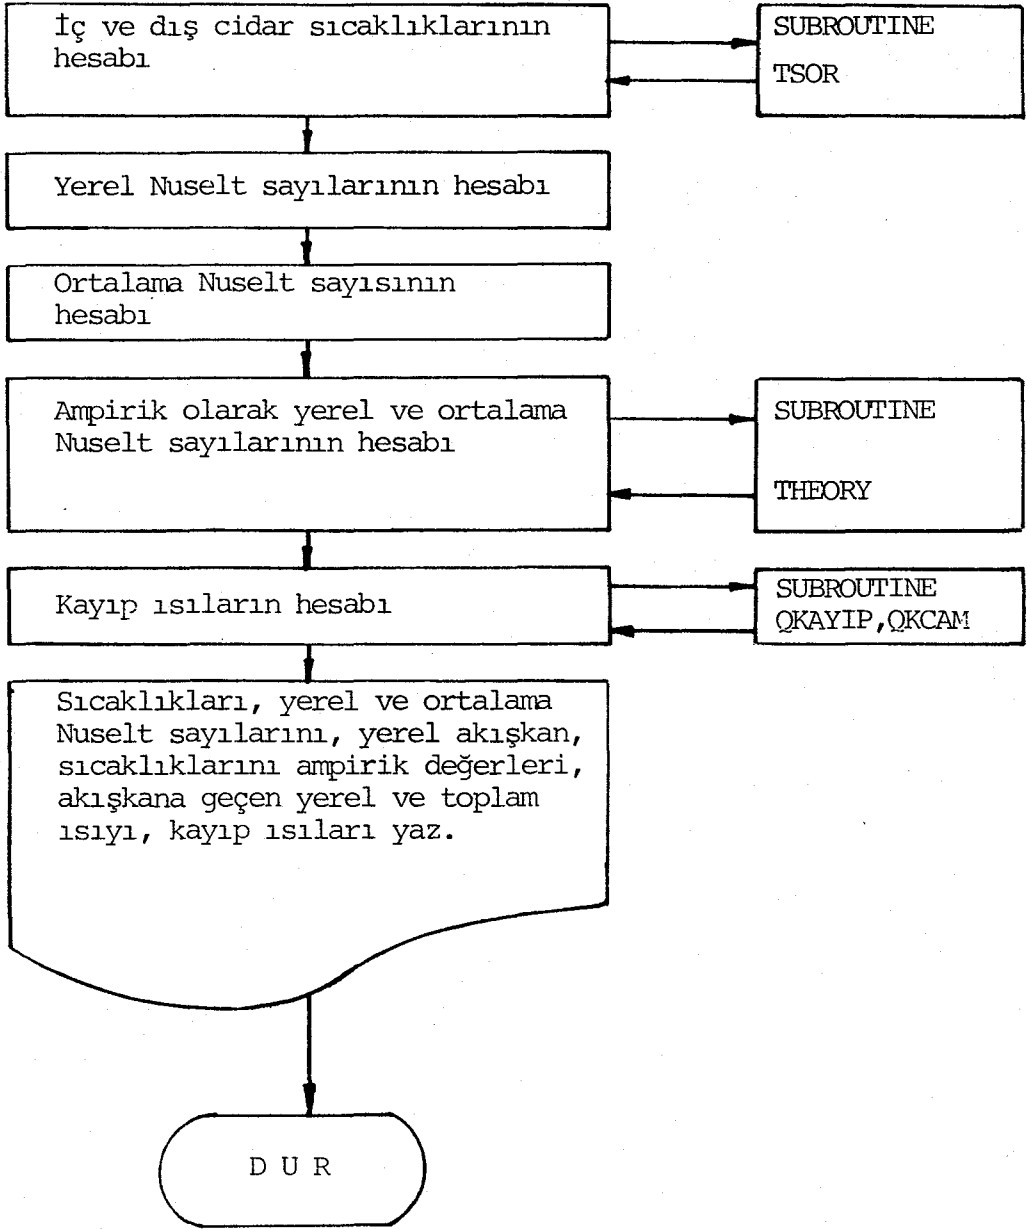 İç ve dış cidar sıcaklıklarının
hesabı
SUBROUTINE
TSOR
Yerel Nuselt sayılarının hesabı
Ortalama Nuselt sayısının
hesabı
Ampirik olarak yerel ve ortalama
Nuselt sayılarının hesabı
SUBROUTINE
THEORY
Kayıp ısıların hesabı
SUBROUTINE
QKAYIP,QKCAM
Sıcaklıkları, yerel ve ortalama
Nuselt sayılarını, yerel akışkan,
sıcaklıklarını ampirik değerleri,
akışkana geçen yerel ve toplam
ısıyı, kayıp ısıları yaz.
D U R